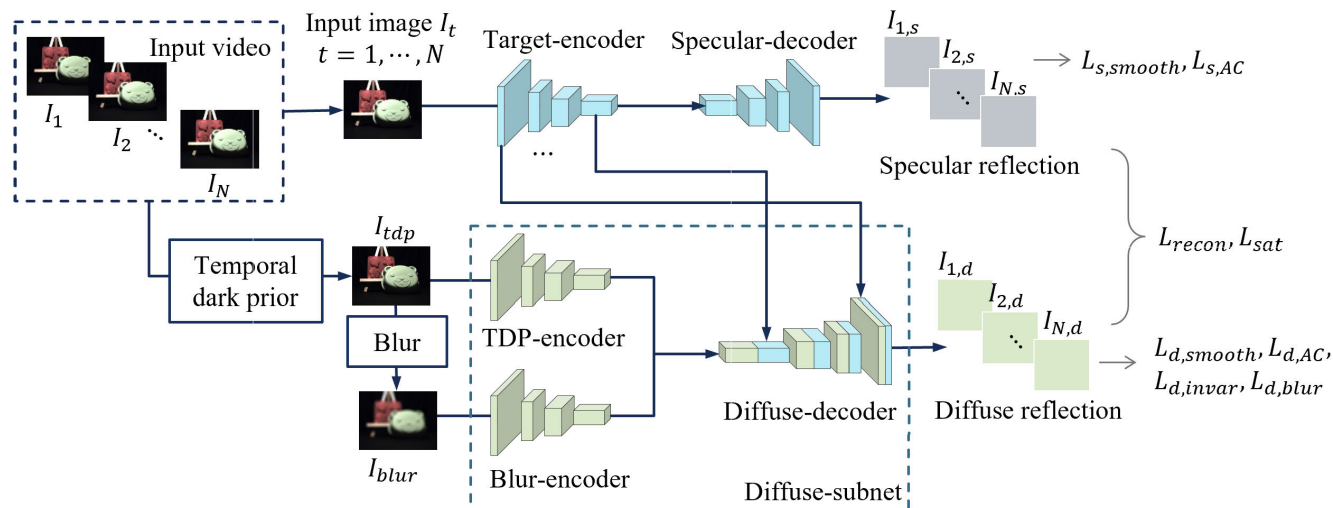 Input video
I_1
I_2
⋱
I_N
Input image I_t
t = 1, ⋯ , N
Target-encoder
...
Specular-decoder
I_{1,s}
I_{2,s}
⋱
I_{N,s}
Specular reflection
L_{s,smooth}, L_{s,AC}
L_{recon}, L_{sat}
Temporal
dark prior
I_{tdp}
Blur
I_{blur}
TDP-encoder
Blur-encoder
Diffuse-decoder
Diffuse-subnet
I_{1,d}
I_{2,d}
⋱
I_{N,d}
Diffuse reflection
L_{d,smooth}, L_{d,AC},
L_{d,invar}, L_{d,blur}